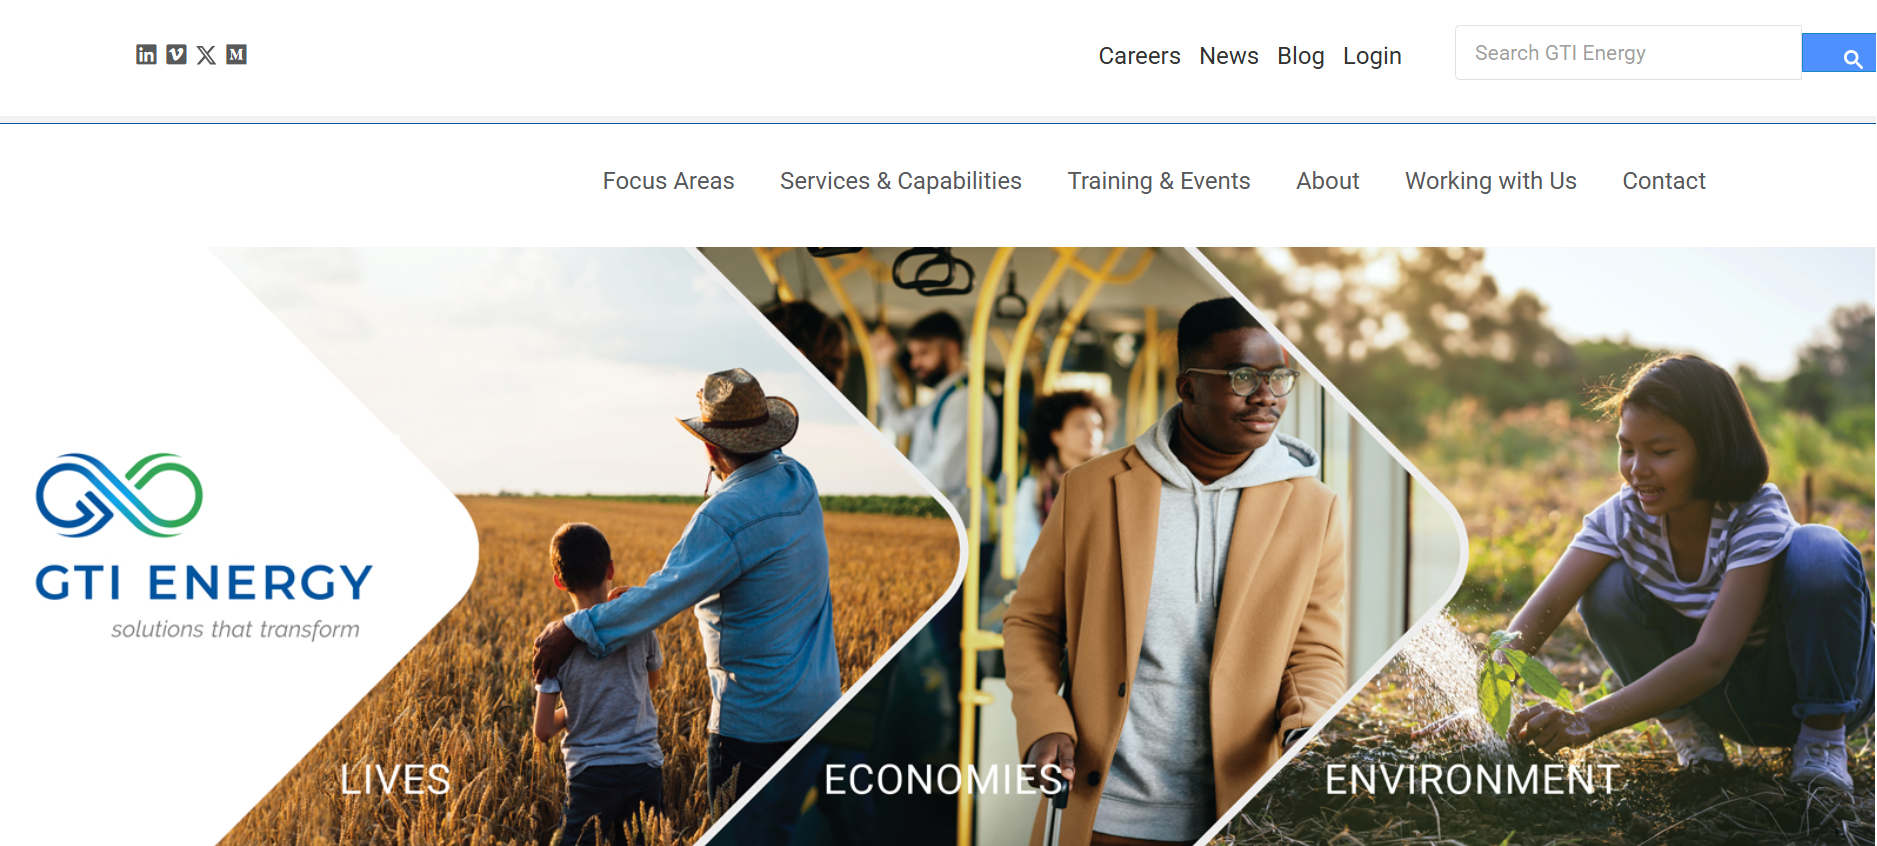 Careers News Blog Login
Search GTI Energy
Focus Areas Services & Capabilities Training & Events About Working with Us Contact
GTI ENERGY
solutions that transform
LIVES
ECONOMIES
ENVIRONMENT